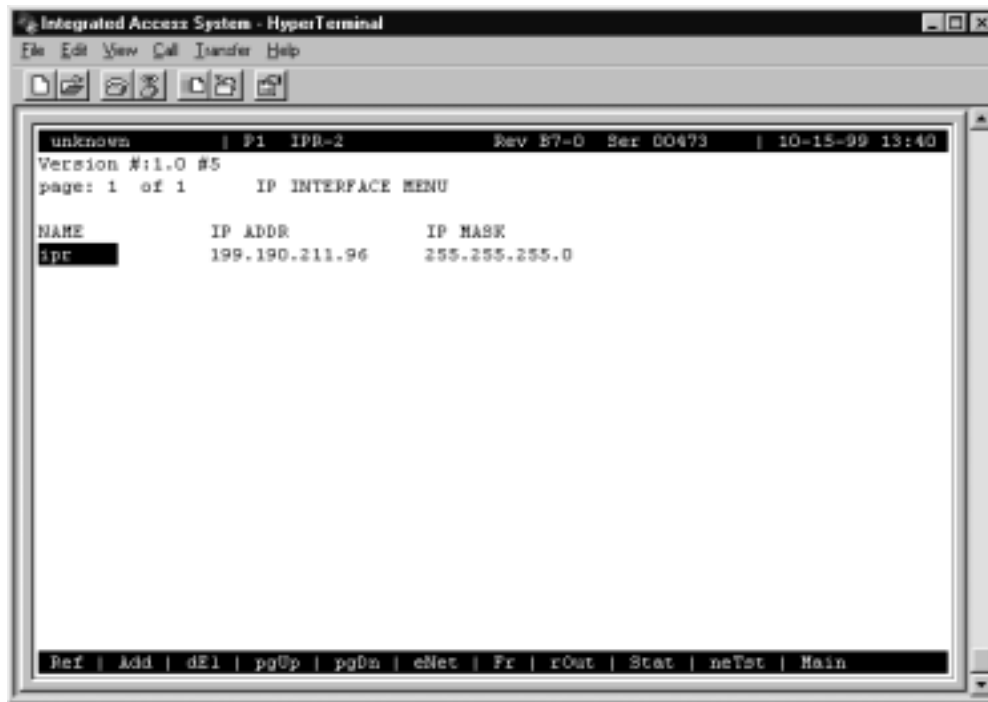 Integrated Access System - HyperTerminal
File Edit View Call Transfer Help
unknown | P1 IPR-2 Rev B7-0 Ser 00473 | 10-15-99 13:40
Version #:1.0 #5
page: 1 of 1 IP INTERFACE MENU
NAME IP ADDR IP MASK
ipr 199.190.211.96 255.255.255.0
Ref | Add | dEl | pgUp | pgDn | eNet | Fr | rOut | Stat | neTst | Main